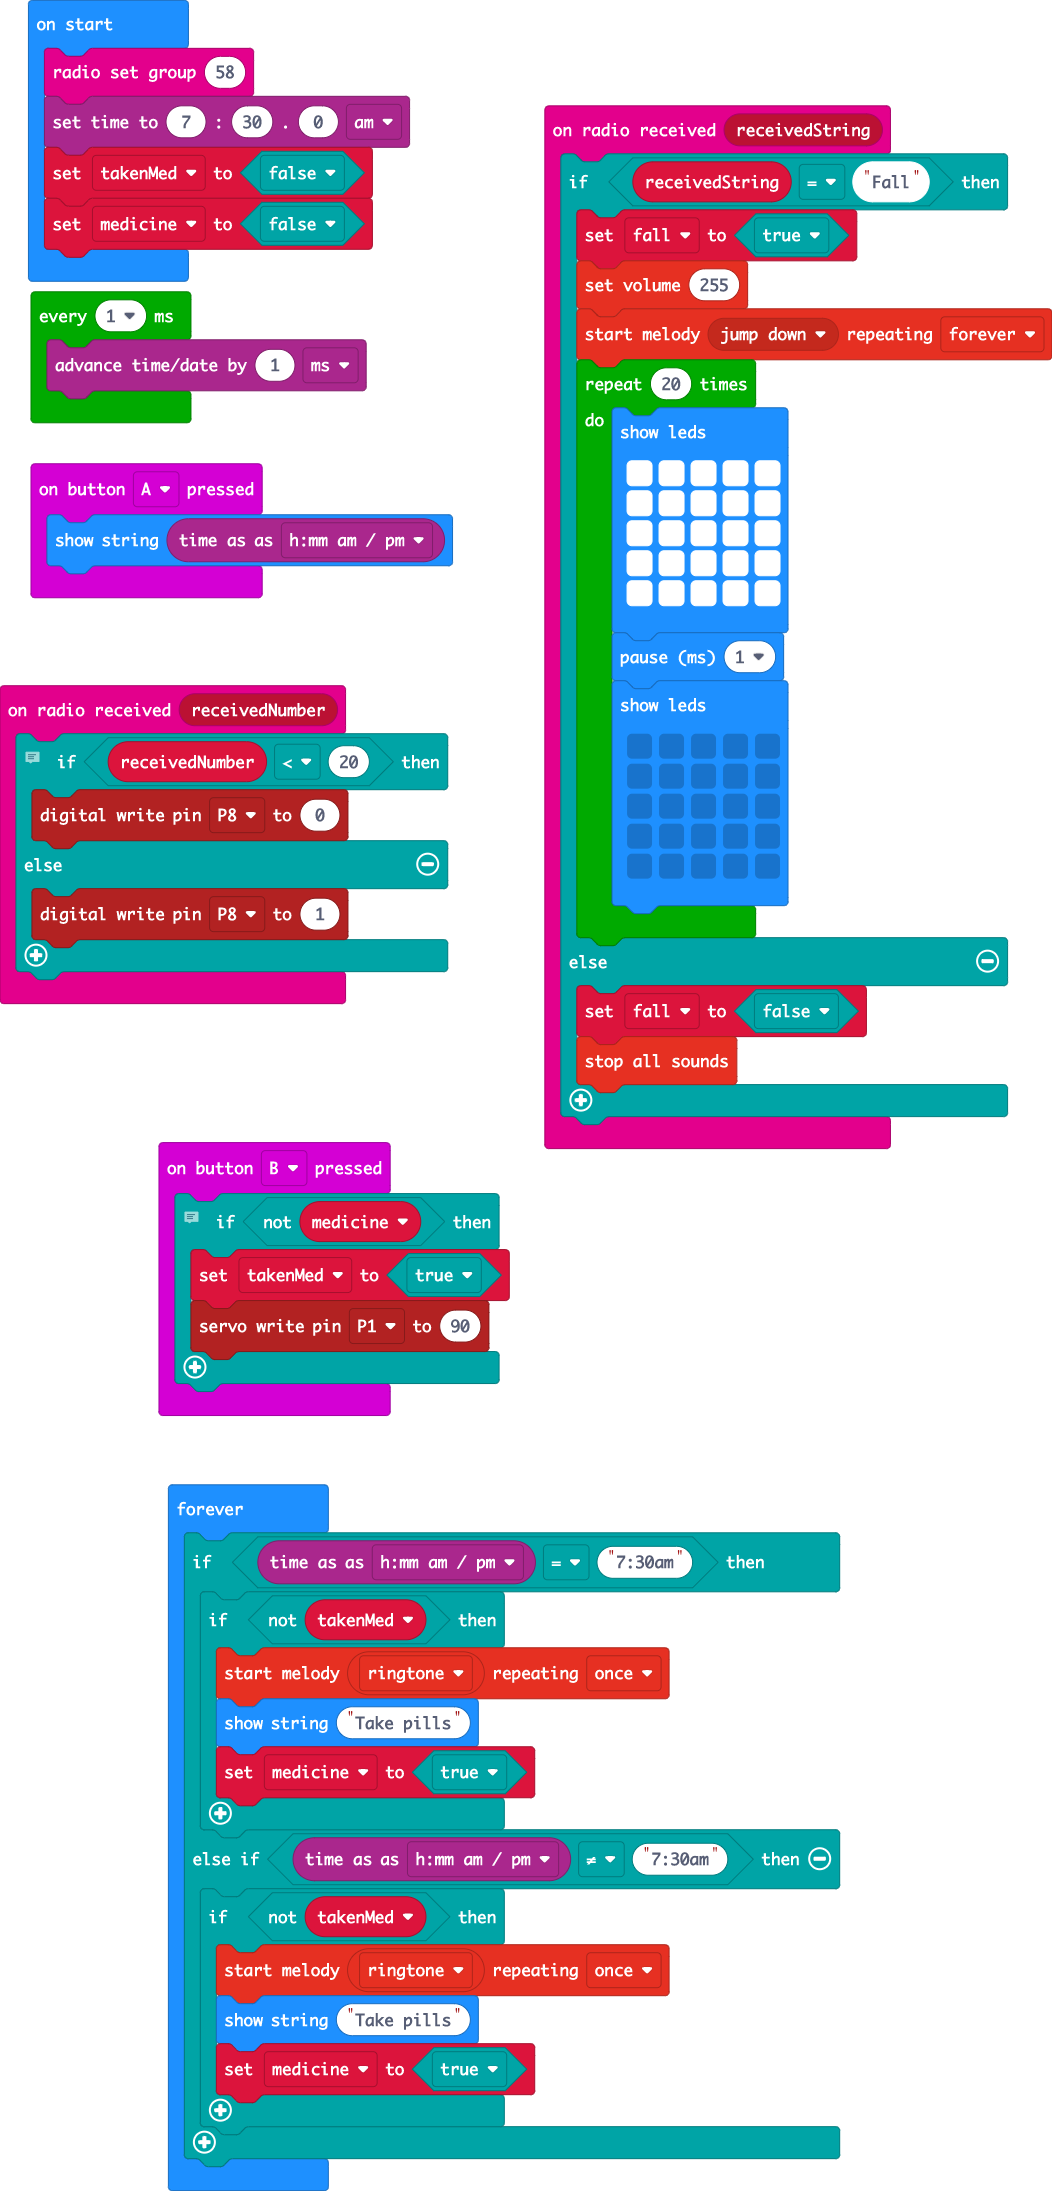 on start
radio set group 58
set time to 7 : 30 . 0 am
set takenMed to false
set medicine to false
every 1 ms
advance time/date by 1 ms
on button A pressed
show string time as as h:mm am / pm
on radio received receivedNumber
if receivedNumber < 20 then
digital write pin P8 to 0
else
digital write pin P8 to 1
on radio received receivedString
if receivedString = "Fall" then
set fall to true
set volume 255
start melody jump down repeating forever
repeat 20 times
do
show leds
pause (ms) 1
show leds
else
set fall to false
stop all sounds
on button B pressed
if not medicine then
set takenMed to true
servo write pin P1 to 90
forever
if time as as h:mm am / pm = "7:30am" then
if not takenMed then
start melody ringtone repeating once
show string "Take pills"
set medicine to true
else if time as as h:mm am / pm ≠ "7:30am" then
if not takenMed then
start melody ringtone repeating once
show string "Take pills"
set medicine to true